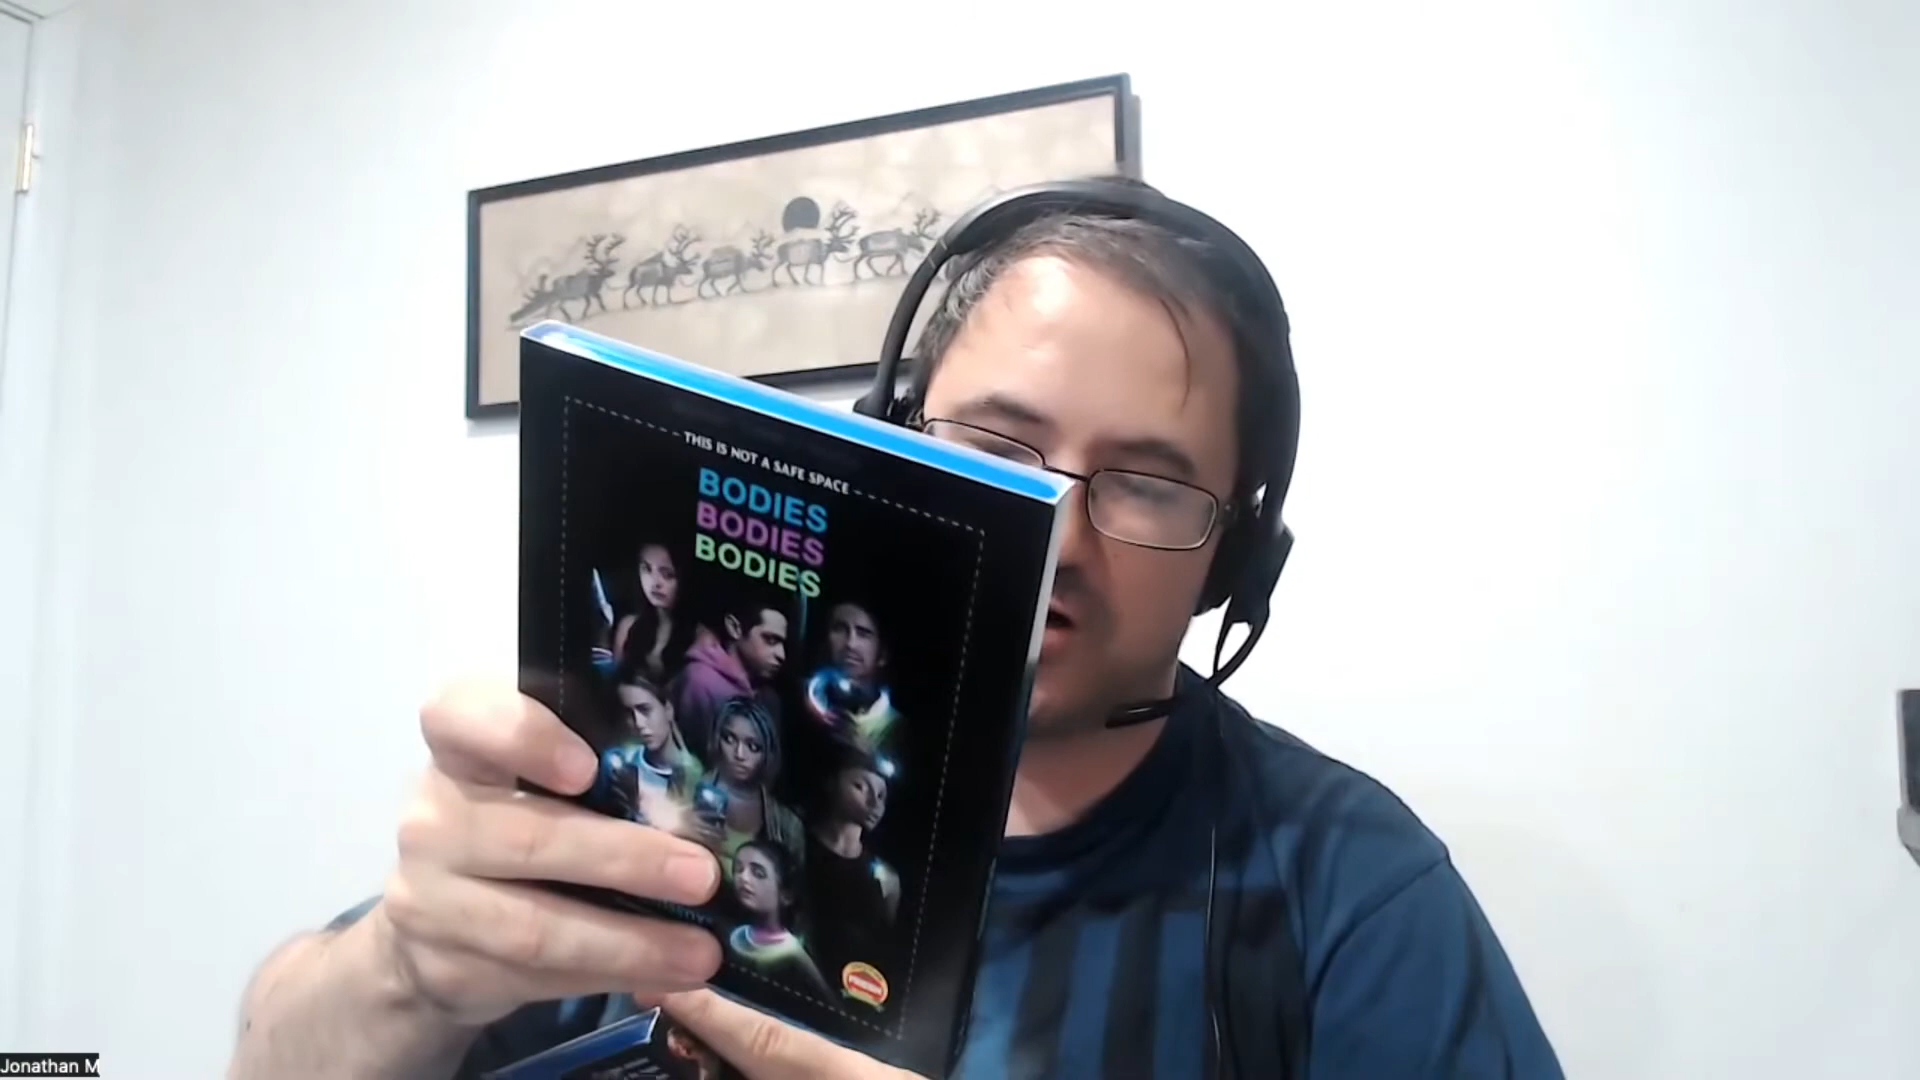 THIS IS NOT A SAFE SPACE
BODIES
BODIES
BODIES
Jonathan M